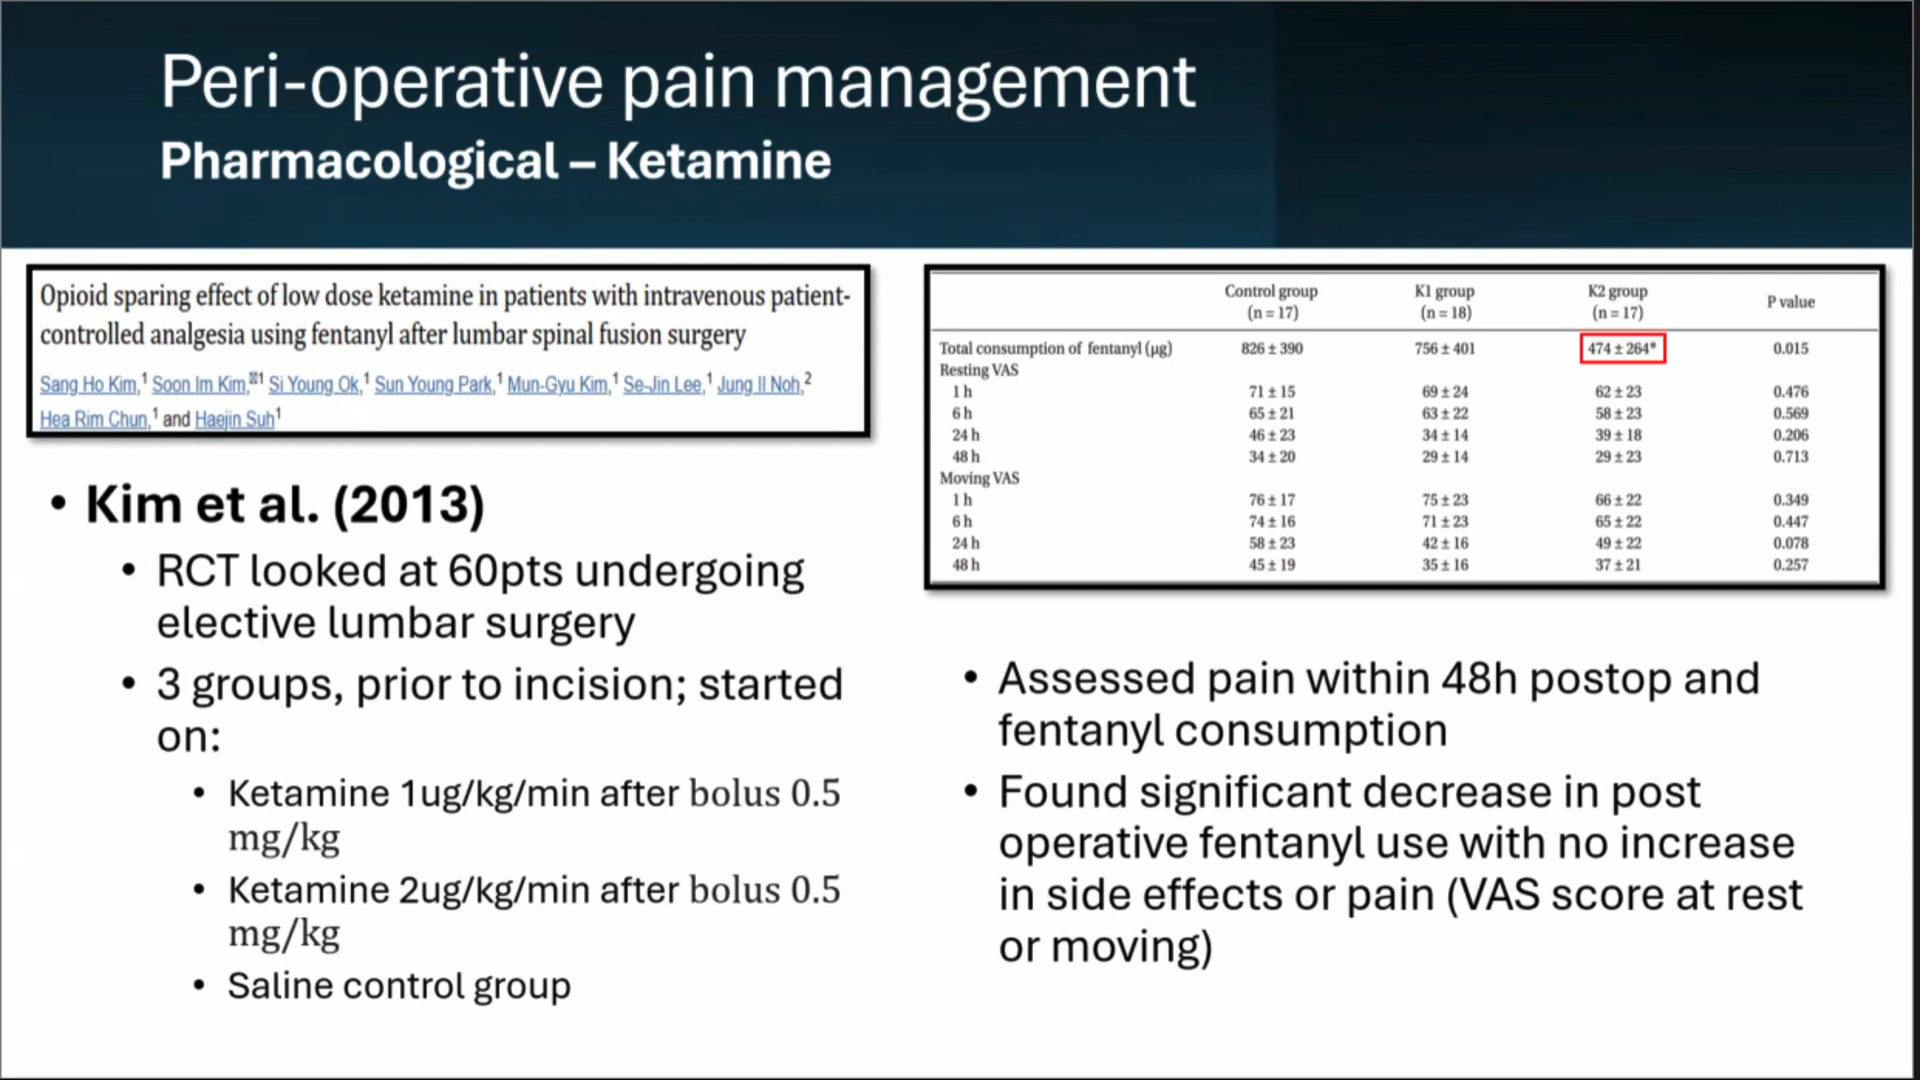 Peri-operative pain management
Pharmacological – Ketamine
Opioid sparing effect of low dose ketamine in patients with intravenous patient-
controlled analgesia using fentanyl after lumbar spinal fusion surgery
Sang Ho Kim,1 Soon Im Kim,✉1 Si Young Ok,1 Sun Young Park,1 Mun-Gyu Kim,1 Se-Jin Lee,1 Jung Il Noh,2
Hea Rim Chun,1 and Haejin Suh1
• Kim et al. (2013)
• RCT looked at 60pts undergoing
elective lumbar surgery
• 3 groups, prior to incision; started
on:
• Ketamine 1ug/kg/min after bolus 0.5
mg/kg
• Ketamine 2ug/kg/min after bolus 0.5
mg/kg
• Saline control group
Control group K1 group K2 group P value
(n = 17) (n = 18) (n = 17)
Total consumption of fentanyl (µg) 826 ± 390 756 ± 401 474 ± 264* 0.015
Resting VAS
1 h 71 ± 15 69 ± 24 62 ± 23 0.476
6 h 65 ± 21 63 ± 22 58 ± 23 0.569
24 h 46 ± 23 34 ± 14 39 ± 18 0.206
48 h 34 ± 20 29 ± 14 29 ± 23 0.713
Moving VAS
1 h 76 ± 17 75 ± 23 66 ± 22 0.349
6 h 74 ± 16 71 ± 23 65 ± 22 0.447
24 h 58 ± 23 42 ± 16 49 ± 22 0.078
48 h 45 ± 19 35 ± 16 37 ± 21 0.257
• Assessed pain within 48h postop and
fentanyl consumption
• Found significant decrease in post
operative fentanyl use with no increase
in side effects or pain (VAS score at rest
or moving)